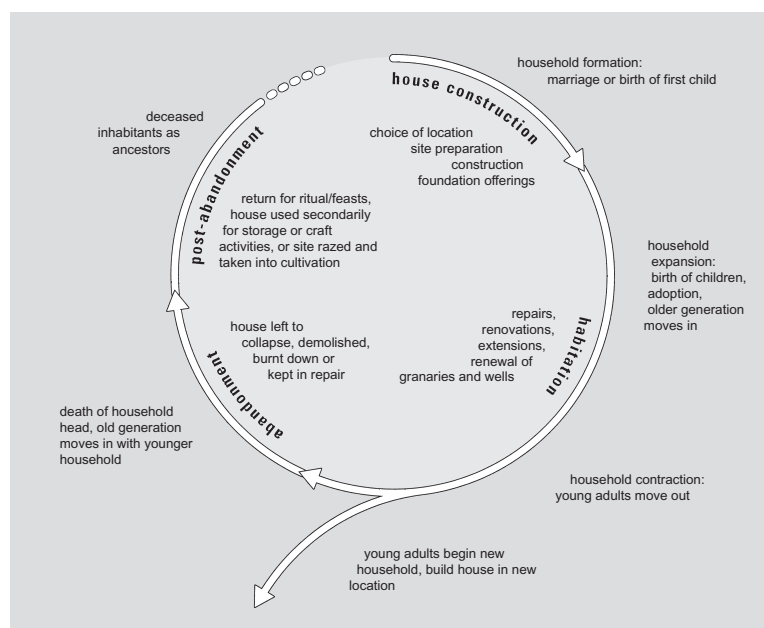 household formation:
marriage or birth of first child
house construction
choice of location
site preparation
construction
foundation offerings
household
expansion:
birth of children,
adoption,
older generation
moves in
habitation
repairs,
renovations,
extensions,
renewal of
granaries and wells
household contraction:
young adults move out
young adults begin new
household, build house in new
location
abandonment
house left to
collapse, demolished,
burnt down or
kept in repair
death of household
head, old generation
moves in with younger
household
post-abandonment
return for ritual/feasts,
house used secondarily
for storage or craft
activities, or site razed and
taken into cultivation
deceased
inhabitants as
ancestors